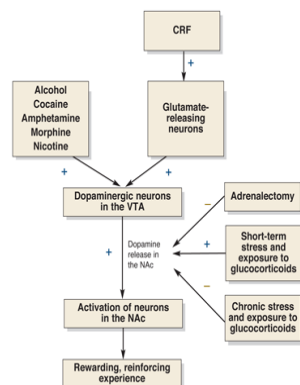 CRF
+
Alcohol
Cocaine
Amphetamine
Morphine
Nicotine
Glutamate-
releasing
neurons
+
+
Dopaminergic neurons
in the VTA
Adrenalectomy
–
+
Dopamine
release in
the NAc
+
Short-term
stress and
exposure to
glucocorticoids
–
Activation of neurons
in the NAc
Chronic stress
and exposure to
glucocorticoids
Rewarding, reinforcing
experience